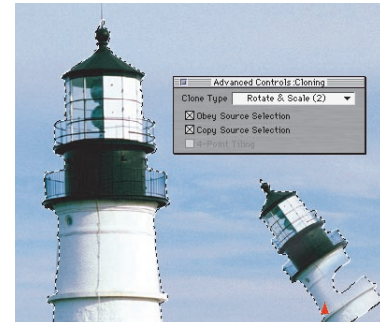 Advanced Controls :Cloning
Clone Type Rotate & Scale (2)
Obey Source Selection
Copy Source Selection
4-Point Tiling